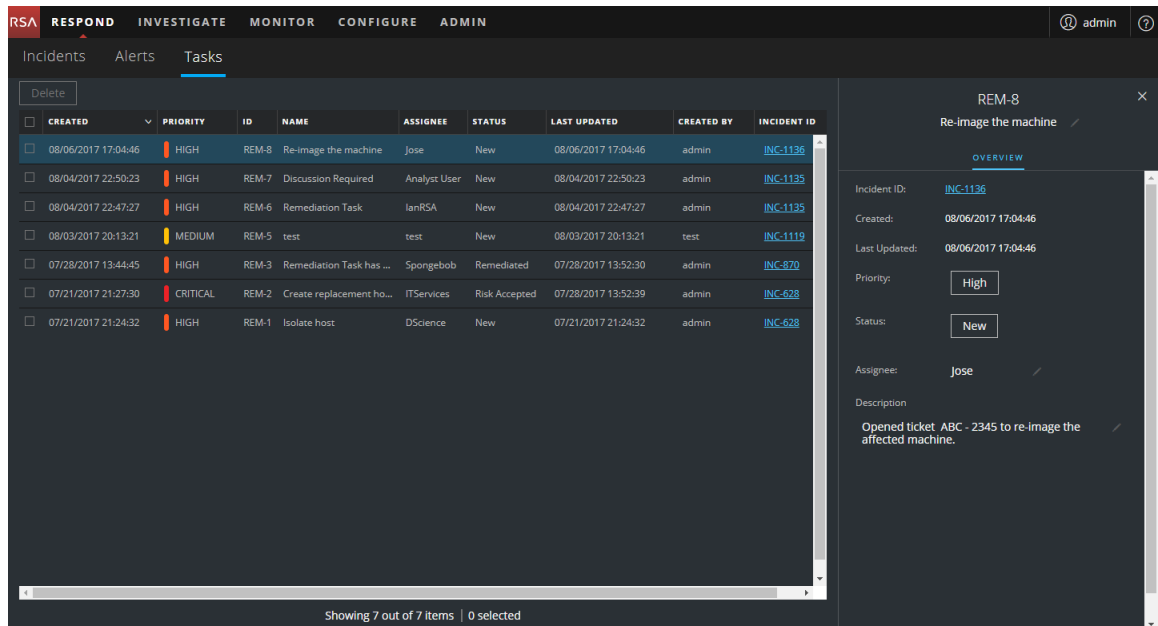 RSA RESPOND INVESTIGATE MONITOR CONFIGURE ADMIN admin ?
Incidents Alerts Tasks
Delete
CREATED PRIORITY ID NAME ASSIGNEE STATUS LAST UPDATED CREATED BY INCIDENT ID
08/06/2017 17:04:46 HIGH REM-8 Re-image the machine Jose New 08/06/2017 17:04:46 admin INC-1136
08/04/2017 22:50:23 HIGH REM-7 Discussion Required Analyst User New 08/04/2017 22:50:23 admin INC-1135
08/04/2017 22:47:27 HIGH REM-6 Remediation Task IanRSA New 08/04/2017 22:47:27 admin INC-1135
08/03/2017 20:13:21 MEDIUM REM-5 test test New 08/03/2017 20:13:21 test INC-1119
07/28/2017 13:44:45 HIGH REM-3 Remediation Task has ... Spongebob Remediated 07/28/2017 13:52:30 admin INC-870
07/21/2017 21:27:30 CRITICAL REM-2 Create replacement ho... ITServices Risk Accepted 07/28/2017 13:52:39 admin INC-628
07/21/2017 21:24:32 HIGH REM-1 Isolate host DScience New 07/21/2017 21:24:32 admin INC-628
Showing 7 out of 7 items | 0 selected
REM-8
Re-image the machine
OVERVIEW
Incident ID: INC-1136
Created: 08/06/2017 17:04:46
Last Updated: 08/06/2017 17:04:46
Priority: High
Status: New
Assignee: Jose
Description
Opened ticket ABC - 2345 to re-image the
affected machine.